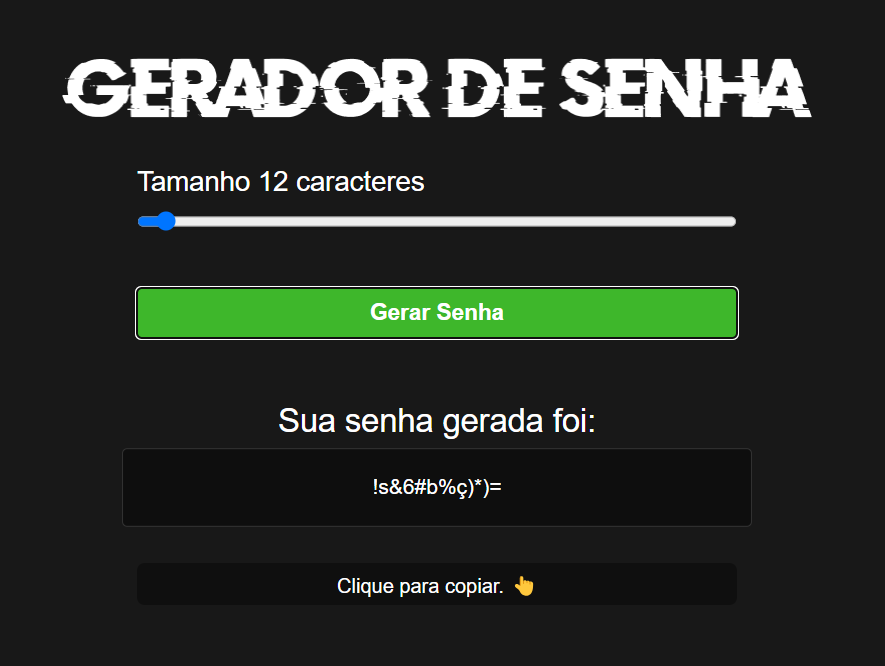 GERADOR DE SENHA
Tamanho 12 caracteres
Gerar Senha
Sua senha gerada foi:
!s&6#b%ç)*)=
Clique para copiar. 👆